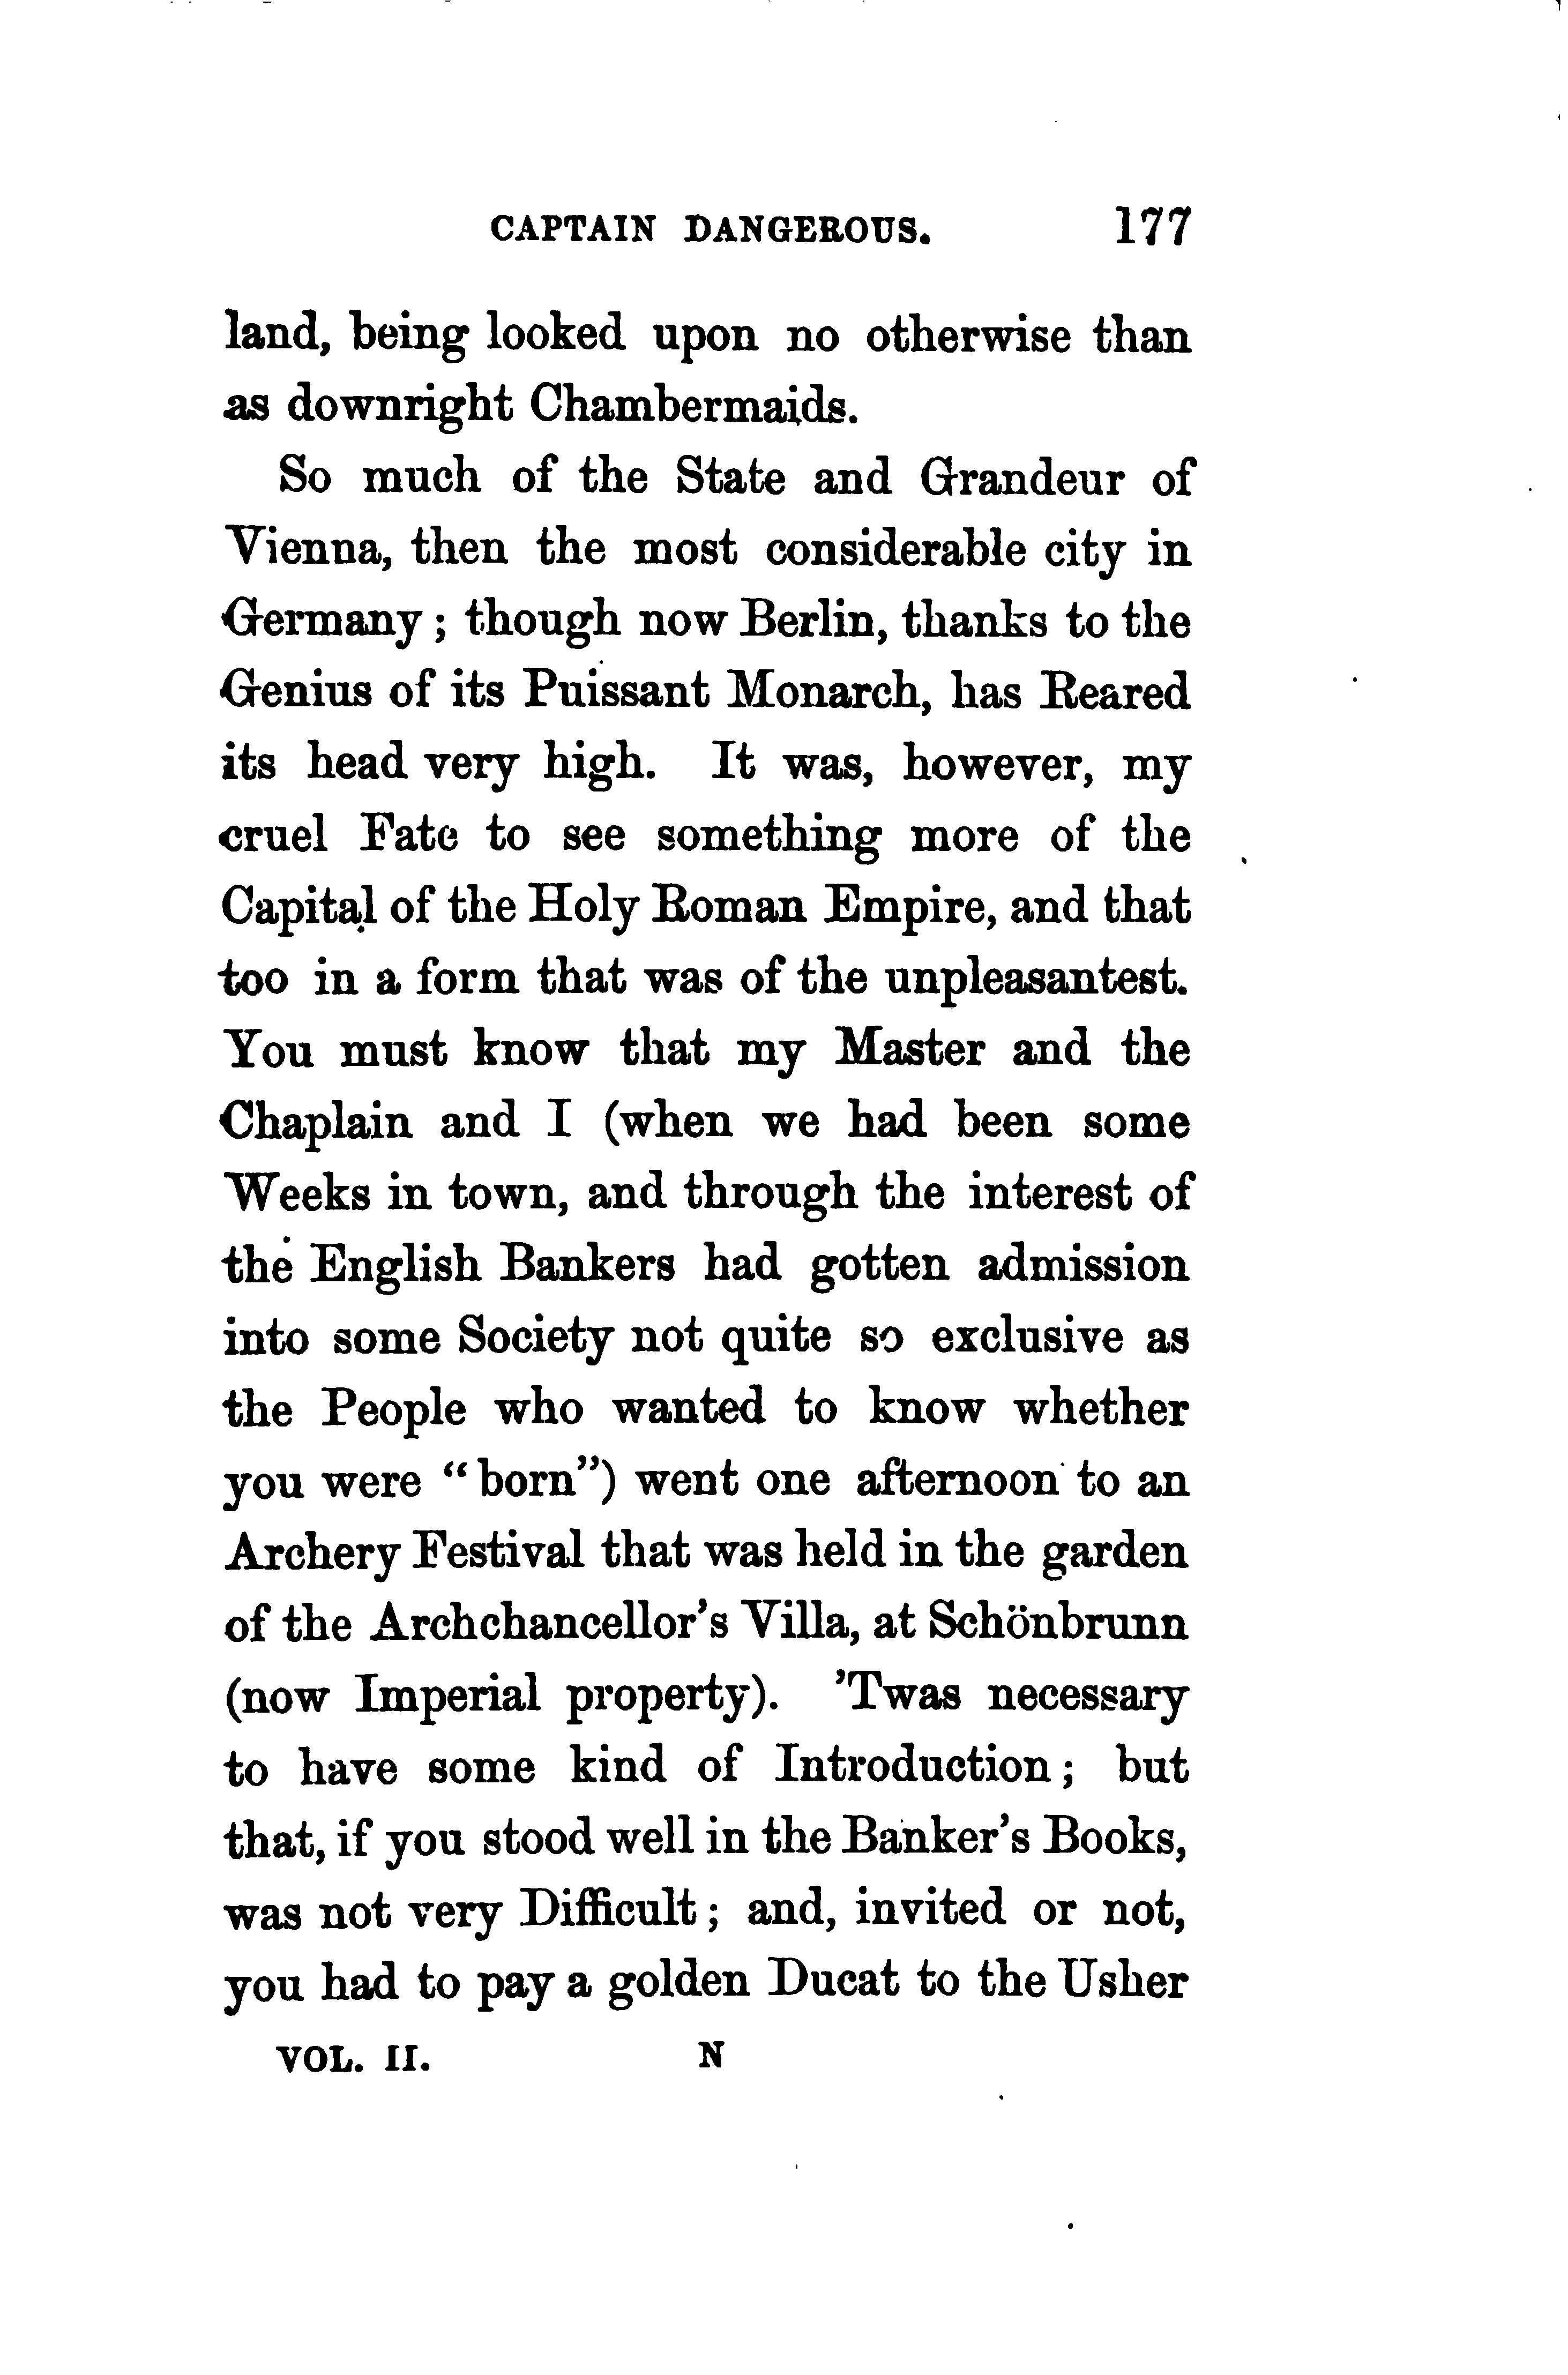 CAPTAIN DANGEROUS. 177
land, being looked upon no otherwise than
as downright Chambermaids.
So much of the State and Grandeur of
Vienna, then the most considerable city in
Germany ; though now Berlin, thanks to the
Genius of its Puissant Monarch, has Reared
its head very high. It was, however, my
cruel Fate to see something more of the
Capital of the Holy Roman Empire, and that
too in a form that was of the unpleasantest.
You must know that my Master and the
Chaplain and I (when we had been some
Weeks in town, and through the interest of
the English Bankers had gotten admission
into some Society not quite so exclusive as
the People who wanted to know whether
you were “ born”) went one afternoon to an
Archery Festival that was held in the garden
of the Archchancellor’s Villa, at Schönbrunn
(now Imperial property). ’Twas necessary
to have some kind of Introduction ; but
that, if you stood well in the Banker’s Books,
was not very Difficult ; and, invited or not,
you had to pay a golden Ducat to the Usher
VOL. II. N